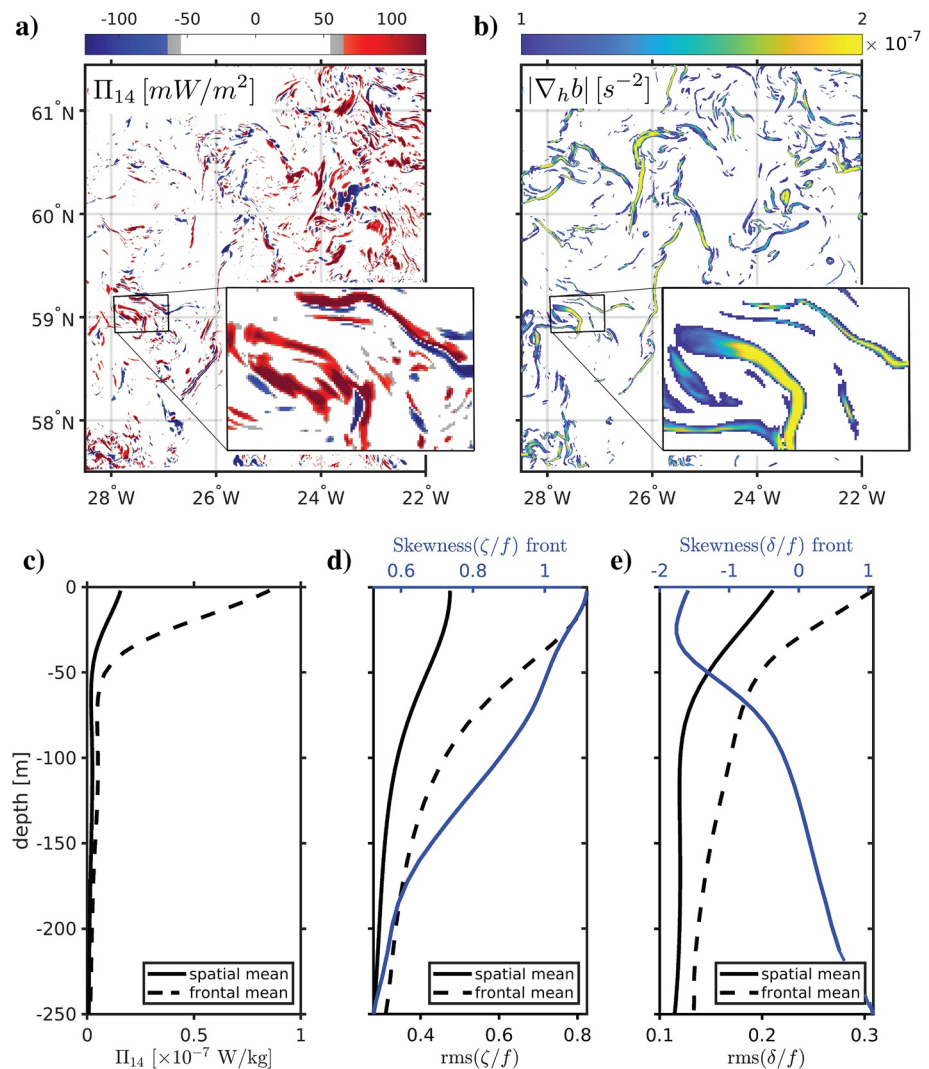 a)
-100 -50 0 50 100
Π₁₄ [mW/m²]
61°N
60°N
59°N
58°N
28°W 26°W 24°W 22°W
b)
1 2
× 10⁻⁷
|∇ₕb| [s⁻²]
28°W 26°W 24°W 22°W
c)
0
-50
-100
-150
-200
-250
depth [m]
spatial mean
frontal mean
0 0.5 1
Π₁₄ [×10⁻⁷ W/kg]
d)
Skewness(ζ/f) front
0.6 0.8 1
spatial mean
frontal mean
0.4 0.6 0.8
rms(ζ/f)
e)
Skewness(δ/f) front
-2 -1 0 1
spatial mean
frontal mean
0.1 0.2 0.3
rms(δ/f)